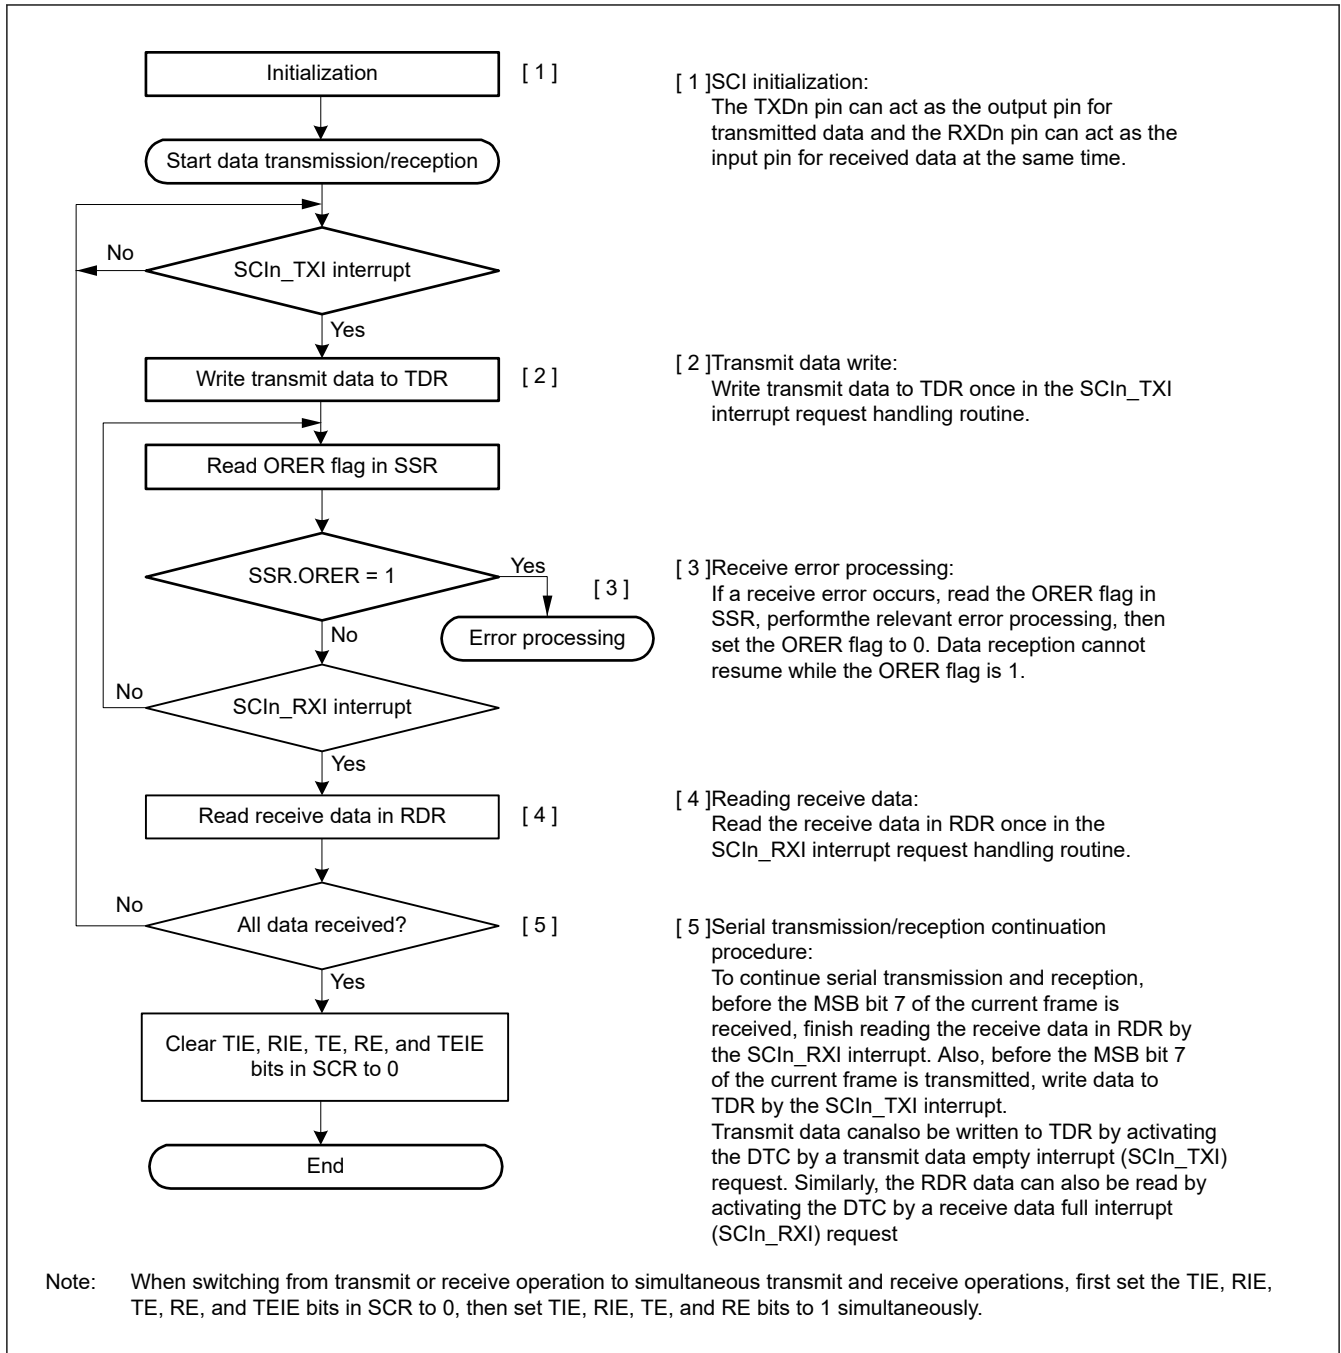 Initialization
[ 1 ]
[ 1 ]SCI initialization:
The TXDn pin can act as the output pin for
transmitted data and the RXDn pin can act as the
input pin for received data at the same time.
Start data transmission/reception
No
SCIn_TXI interrupt
Yes
Write transmit data to TDR
[ 2 ]
[ 2 ]Transmit data write:
Write transmit data to TDR once in the SCIn_TXI
interrupt request handling routine.
Read ORER flag in SSR
SSR.ORER = 1
Yes
[ 3 ]
Error processing
[ 3 ]Receive error processing:
If a receive error occurs, read the ORER flag in
SSR, performthe relevant error processing, then
set the ORER flag to 0. Data reception cannot
resume while the ORER flag is 1.
No
No
SCIn_RXI interrupt
Yes
Read receive data in RDR
[ 4 ]
[ 4 ]Reading receive data:
Read the receive data in RDR once in the
SCIn_RXI interrupt request handling routine.
No
All data received?
[ 5 ]
[ 5 ]Serial transmission/reception continuation
procedure:
To continue serial transmission and reception,
before the MSB bit 7 of the current frame is
received, finish reading the receive data in RDR by
the SCIn_RXI interrupt. Also, before the MSB bit 7
of the current frame is transmitted, write data to
TDR by the SCIn_TXI interrupt.
Transmit data canalso be written to TDR by activating
the DTC by a transmit data empty interrupt (SCIn_TXI)
request. Similarly, the RDR data can also be read by
activating the DTC by a receive data full interrupt
(SCIn_RXI) request
Yes
Clear TIE, RIE, TE, RE, and TEIE
bits in SCR to 0
End
Note: When switching from transmit or receive operation to simultaneous transmit and receive operations, first set the TIE, RIE,
TE, RE, and TEIE bits in SCR to 0, then set TIE, RIE, TE, and RE bits to 1 simultaneously.